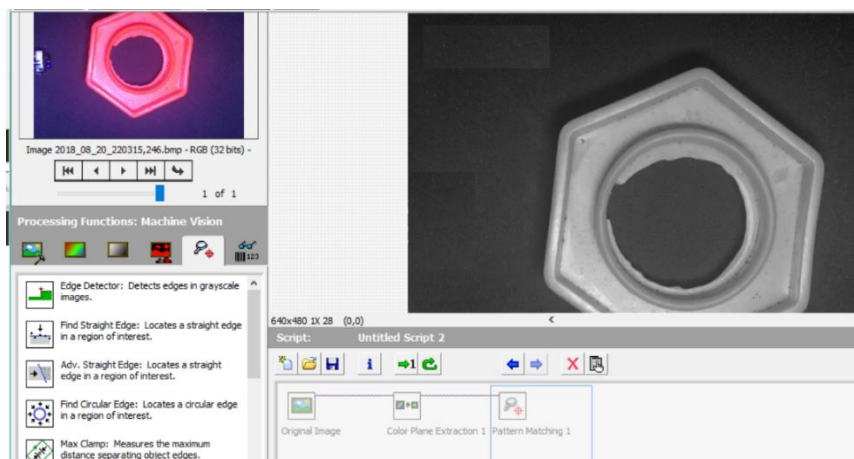 Image 2018_08_20_220315,246.bmp - RGB (32 bits) -
1 of 1
Processing Functions: Machine Vision
123
Edge Detector: Detects edges in grayscale
images.
Find Straight Edge: Locates a straight edge
in a region of interest.
Adv. Straight Edge: Locates a straight
edge in a region of interest.
Find Circular Edge: Locates a circular edge
in a region of interest.
Max Clamp: Measures the maximum
distance separating object edges.
640x480 1X 28 (0,0)
Script: Untitled Script 2
1
Original Image
Color Plane Extraction 1
Pattern Matching 1